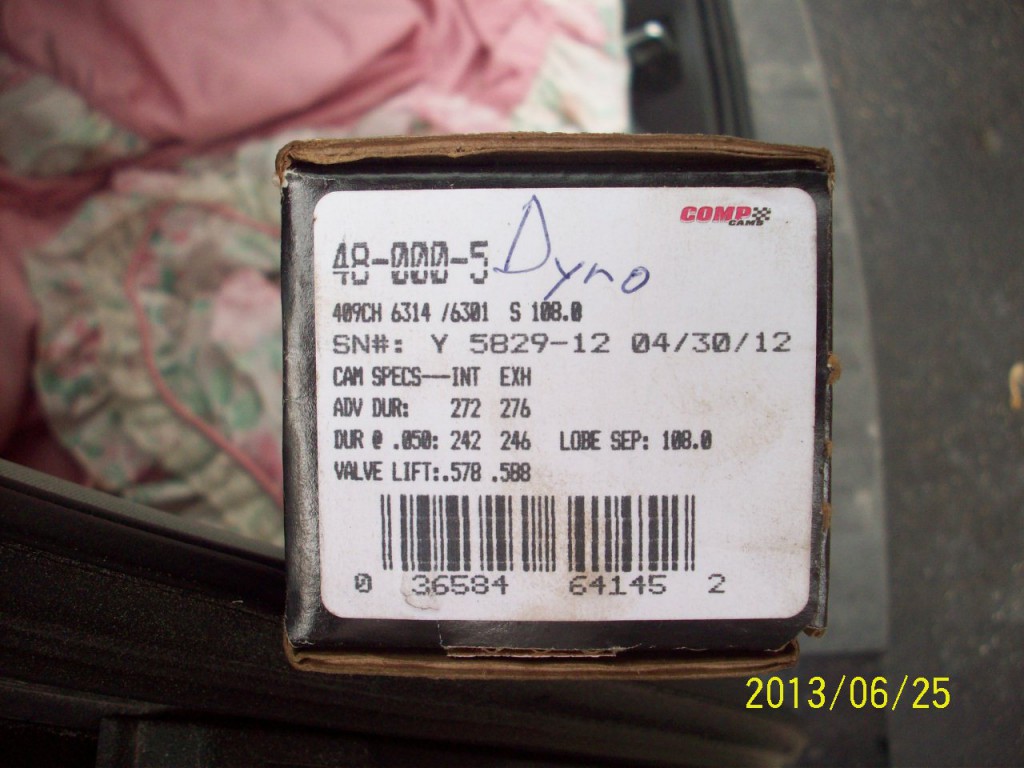 COMP
CAMS
48-000-5 Dyno
409CH 6314 /6301 S 108.0
SN#: Y 5829-12 04/30/12
CAM SPECS---INT EXH
ADV DUR: 272 276
DUR @ .050: 242 246 LOBE SEP: 108.0
VALVE LIFT:.578 .588
0 36584 64145 2
2013/06/25